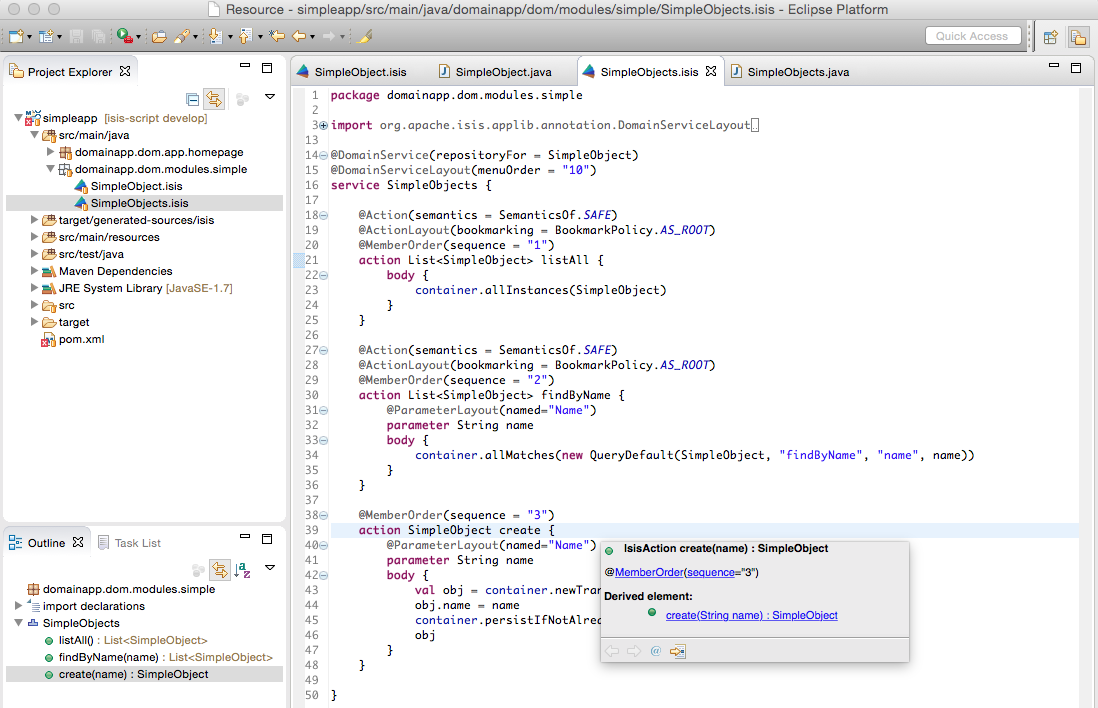 Resource - simpleapp/src/main/java/domainapp/dom/modules/simple/SimpleObjects.isis - Eclipse Platform
Quick Access
Project Explorer
simpleapp [isis-script develop]
src/main/java
domainapp.dom.app.homepage
domainapp.dom.modules.simple
SimpleObject.isis
SimpleObjects.isis
target/generated-sources/isis
src/main/resources
src/test/java
Maven Dependencies
JRE System Library [JavaSE-1.7]
src
target
pom.xml
Outline
Task List
domainapp.dom.modules.simple
import declarations
SimpleObjects
listAll() : List<SimpleObject>
findByName(name) : List<SimpleObject>
create(name) : SimpleObject
SimpleObject.isis
SimpleObject.java
SimpleObjects.isis
SimpleObjects.java
1 package domainapp.dom.modules.simple
2
3 import org.apache.isis.applib.annotation.DomainServiceLayout
13
14 @DomainService(repositoryFor = SimpleObject)
15 @DomainServiceLayout(menuOrder = "10")
16 service SimpleObjects {
17
18 @Action(semantics = SemanticsOf.SAFE)
19 @ActionLayout(bookmarking = BookmarkPolicy.AS_ROOT)
20 @MemberOrder(sequence = "1")
21 action List<SimpleObject> listAll {
22 body {
23 container.allInstances(SimpleObject)
24 }
25 }
26
27 @Action(semantics = SemanticsOf.SAFE)
28 @ActionLayout(bookmarking = BookmarkPolicy.AS_ROOT)
29 @MemberOrder(sequence = "2")
30 action List<SimpleObject> findByName {
31 @ParameterLayout(named="Name")
32 parameter String name
33 body {
34 container.allMatches(new QueryDefault(SimpleObject, "findByName", "name", name))
35 }
36 }
37
38 @MemberOrder(sequence = "3")
39 action SimpleObject create {
40 @ParameterLayout(named="Name")
41 parameter String name
42 body {
43 val obj = container.newTran
44 obj.name = name
45 container.persistIfNotAlrea
46 obj
47 }
48 }
49
50 }
IsisAction create(name) : SimpleObject
@MemberOrder(sequence="3")
Derived element:
create(String name) : SimpleObject